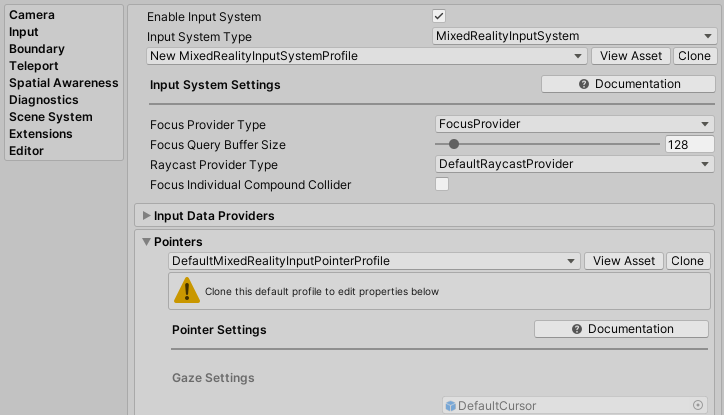 Camera
Input
Boundary
Teleport
Spatial Awareness
Diagnostics
Scene System
Extensions
Editor
Enable Input System
Input System Type MixedRealityInputSystem
New MixedRealityInputSystemProfile View Asset Clone
Input System Settings Documentation
Focus Provider Type FocusProvider
Focus Query Buffer Size 128
Raycast Provider Type DefaultRaycastProvider
Focus Individual Compound Collider
Input Data Providers
Pointers
DefaultMixedRealityInputPointerProfile View Asset Clone
Clone this default profile to edit properties below
Pointer Settings Documentation
Gaze Settings
DefaultCursor